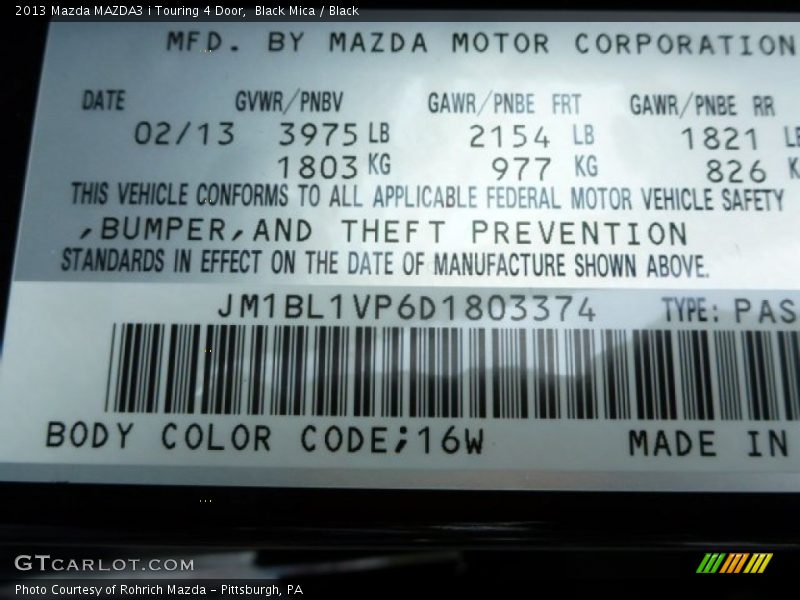 2013 Mazda MAZDA3 i Touring 4 Door, Black Mica / Black
MFD. BY MAZDA MOTOR CORPORATION
DATE GVWR/PNBV GAWR/PNBE FRT GAWR/PNBE RR
02/13 3975 LB 2154 LB 1821 LB
1803 KG 977 KG 826 K
THIS VEHICLE CONFORMS TO ALL APPLICABLE FEDERAL MOTOR VEHICLE SAFETY
,BUMPER,AND THEFT PREVENTION
STANDARDS IN EFFECT ON THE DATE OF MANUFACTURE SHOWN ABOVE.
JM1BL1VP6D1803374 TYPE: PAS
BODY COLOR CODE;16W MADE IN
GTCARLOT.COM
Photo Courtesy of Rohrich Mazda - Pittsburgh, PA